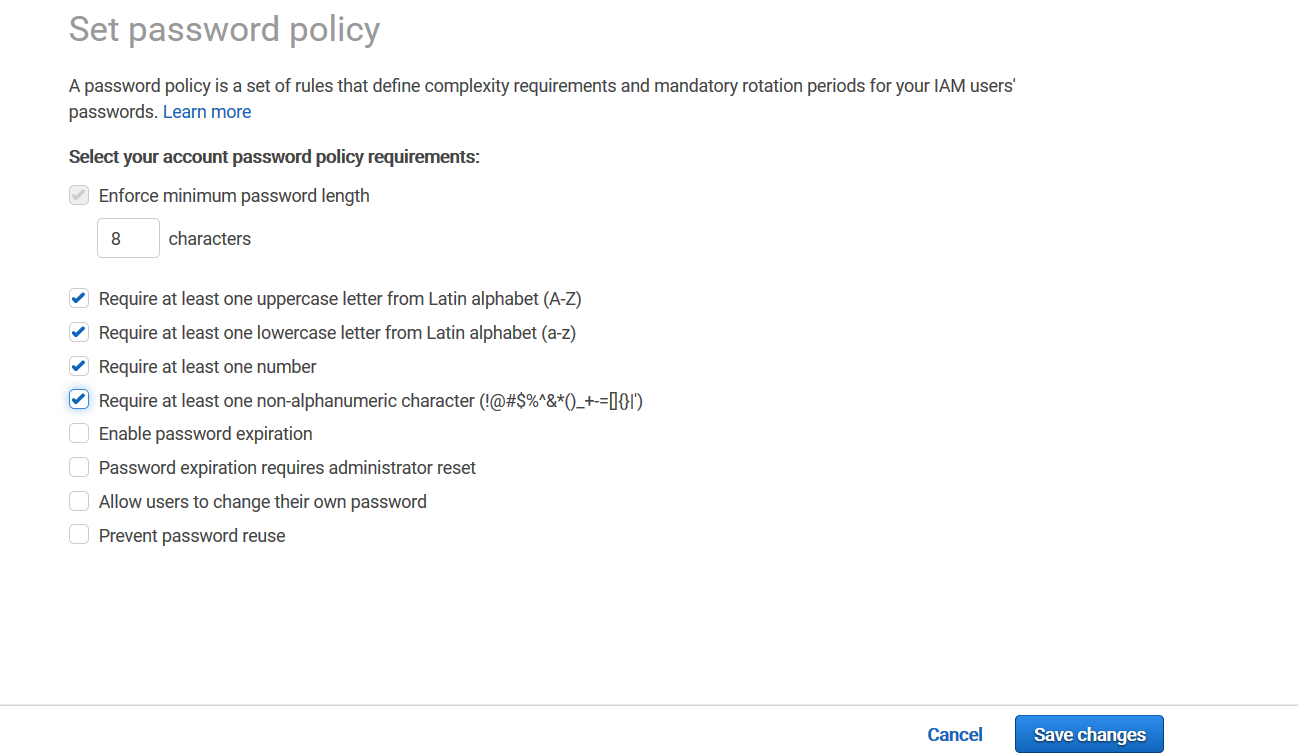 Set password policy
A password policy is a set of rules that define complexity requirements and mandatory rotation periods for your IAM users'
passwords. Learn more
Select your account password policy requirements:
Enforce minimum password length
8 characters
Require at least one uppercase letter from Latin alphabet (A-Z)
Require at least one lowercase letter from Latin alphabet (a-z)
Require at least one number
Require at least one non-alphanumeric character (!@#$%^&*()_+-=[]{}|')
Enable password expiration
Password expiration requires administrator reset
Allow users to change their own password
Prevent password reuse
Cancel Save changes